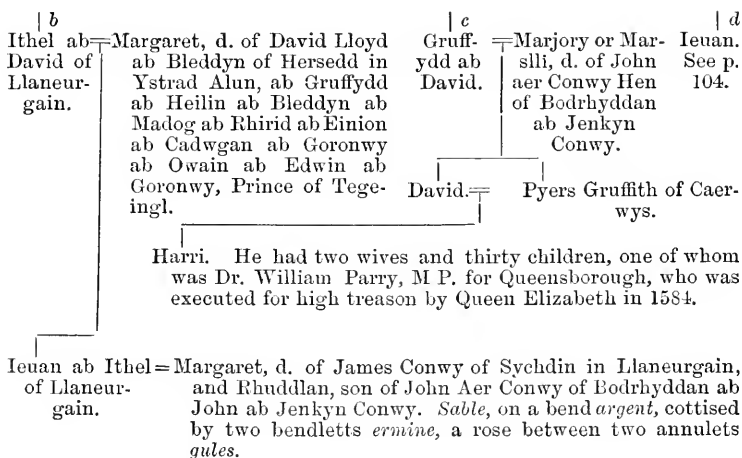 b c d
Ithel ab = Margaret, d. of David Lloyd
David of ab Bleddyn of Hersedd in
Llaneur- Ystrad Alun, ab Gruffydd
gain. ab Heilin ab Bleddyn ab
Madog ab Rhirid ab Einion
ab Cadwgan ab Goronwy
ab Owain ab Edwin ab
Goronwy, Prince of Tege-
ingl.
Gruff- = Marjory or Mar-
ydd ab slli, d. of John
David. aer Conwy Hen
of Bodrhyddan
ab Jenkyn
Conwy.
Ieuan.
See p.
104.
David. = Pyers Gruffith of Caer-
wys.
Harri. He had two wives and thirty children, one of whom
was Dr. William Parry, M P. for Queensborough, who was
executed for high treason by Queen Elizabeth in 1584.
Ieuan ab Ithel = Margaret, d. of James Conwy of Sychdin in Llaneurgain,
of Llaneur- and Rhuddlan, son of John Aer Conwy of Bodrhyddan ab
gain. John ab Jenkyn Conwy. Sable, on a bend argent, cottised
by two bendletts ermine, a rose between two annulets
gules.